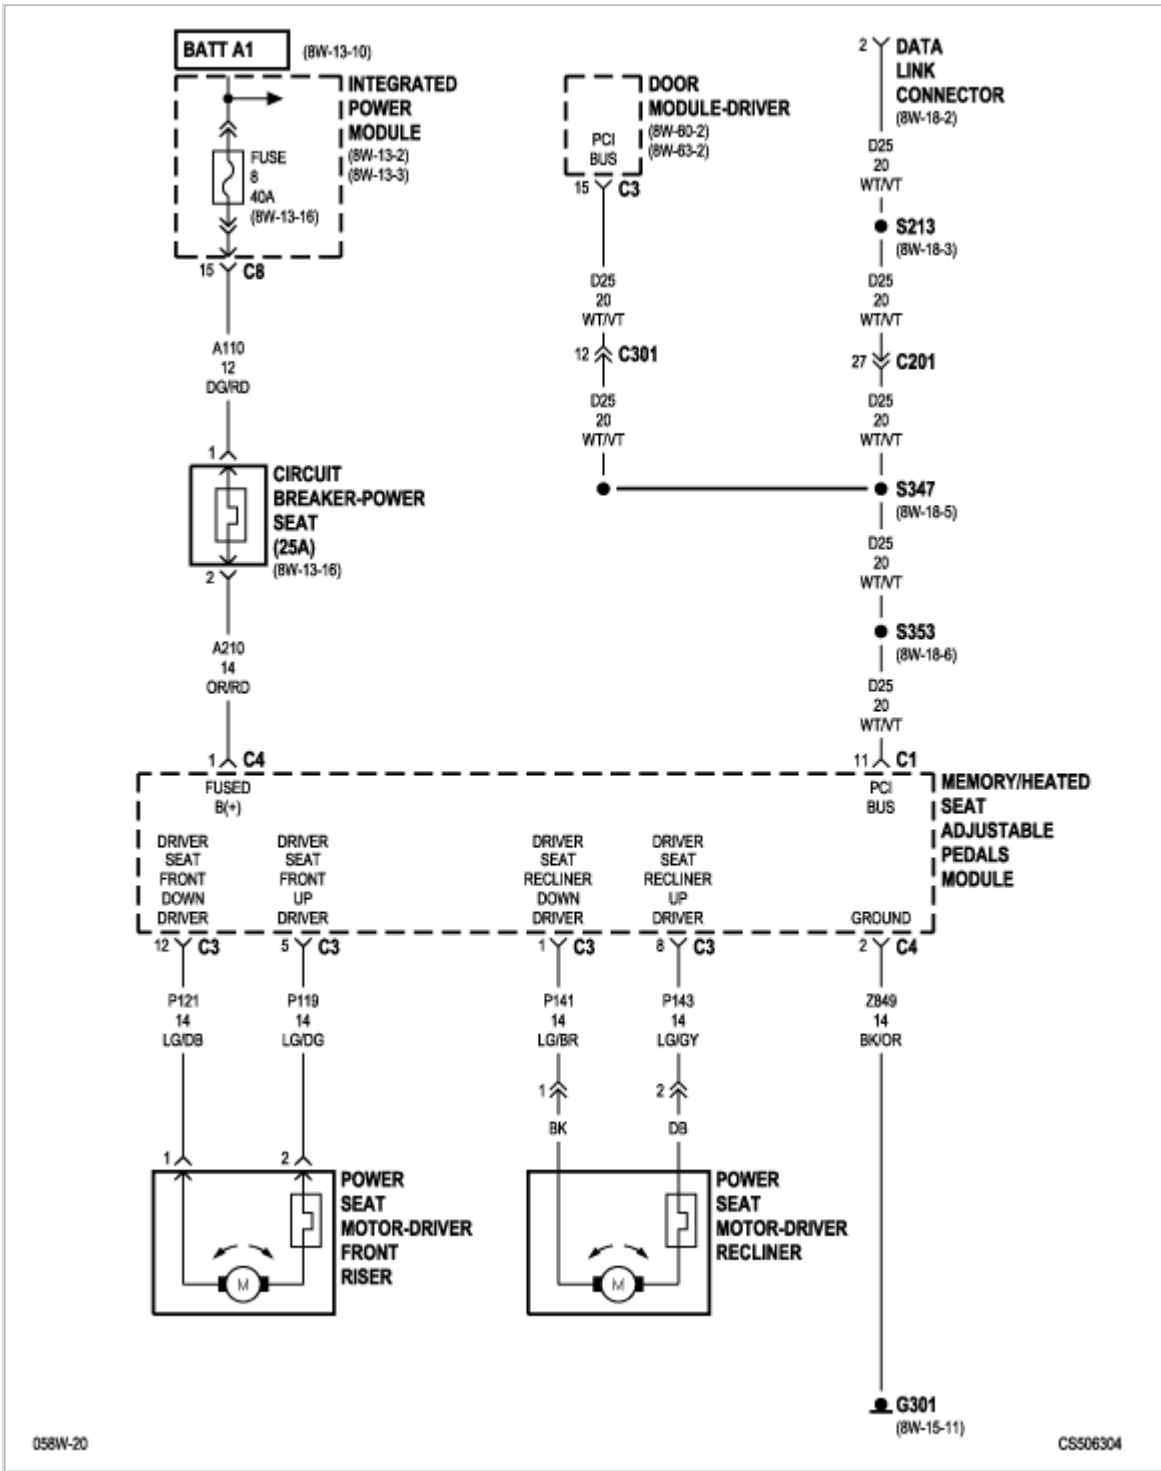 BATT A1
(8W-13-10)
INTEGRATED
POWER
MODULE
(8W-13-2)
(8W-13-3)
FUSE
8
40A
(8W-13-16)
15
C8
A110
12
DG/RD
1
CIRCUIT
BREAKER-POWER
SEAT
(25A)
(8W-13-16)
2
A210
14
OR/RD
1
C4
DOOR
MODULE-DRIVER
(8W-60-2)
(8W-63-2)
PCI
BUS
15
C3
D25
20
WT/VT
12
C301
D25
20
WT/VT
2
DATA
LINK
CONNECTOR
(8W-18-2)
D25
20
WT/VT
S213
(8W-18-3)
D25
20
WT/VT
27
C201
D25
20
WT/VT
S347
(8W-18-5)
D25
20
WT/VT
S353
(8W-18-6)
D25
20
WT/VT
11
C1
FUSED
B(+)
PCI
BUS
MEMORY/HEATED
SEAT
ADJUSTABLE
PEDALS
MODULE
DRIVER
SEAT
FRONT
DOWN
DRIVER
DRIVER
SEAT
FRONT
UP
DRIVER
DRIVER
SEAT
RECLINER
DOWN
DRIVER
DRIVER
SEAT
RECLINER
UP
DRIVER
GROUND
12
C3
5
C3
1
C3
8
C3
2
C4
P121
14
LG/DB
P119
14
LG/DG
P141
14
LG/BR
P143
14
LG/GY
Z849
14
BK/OR
1
2
BK
DB
1
2
POWER
SEAT
MOTOR-DRIVER
FRONT
RISER
M
POWER
SEAT
MOTOR-DRIVER
RECLINER
M
G301
(8W-15-11)
058W-20
CS506304